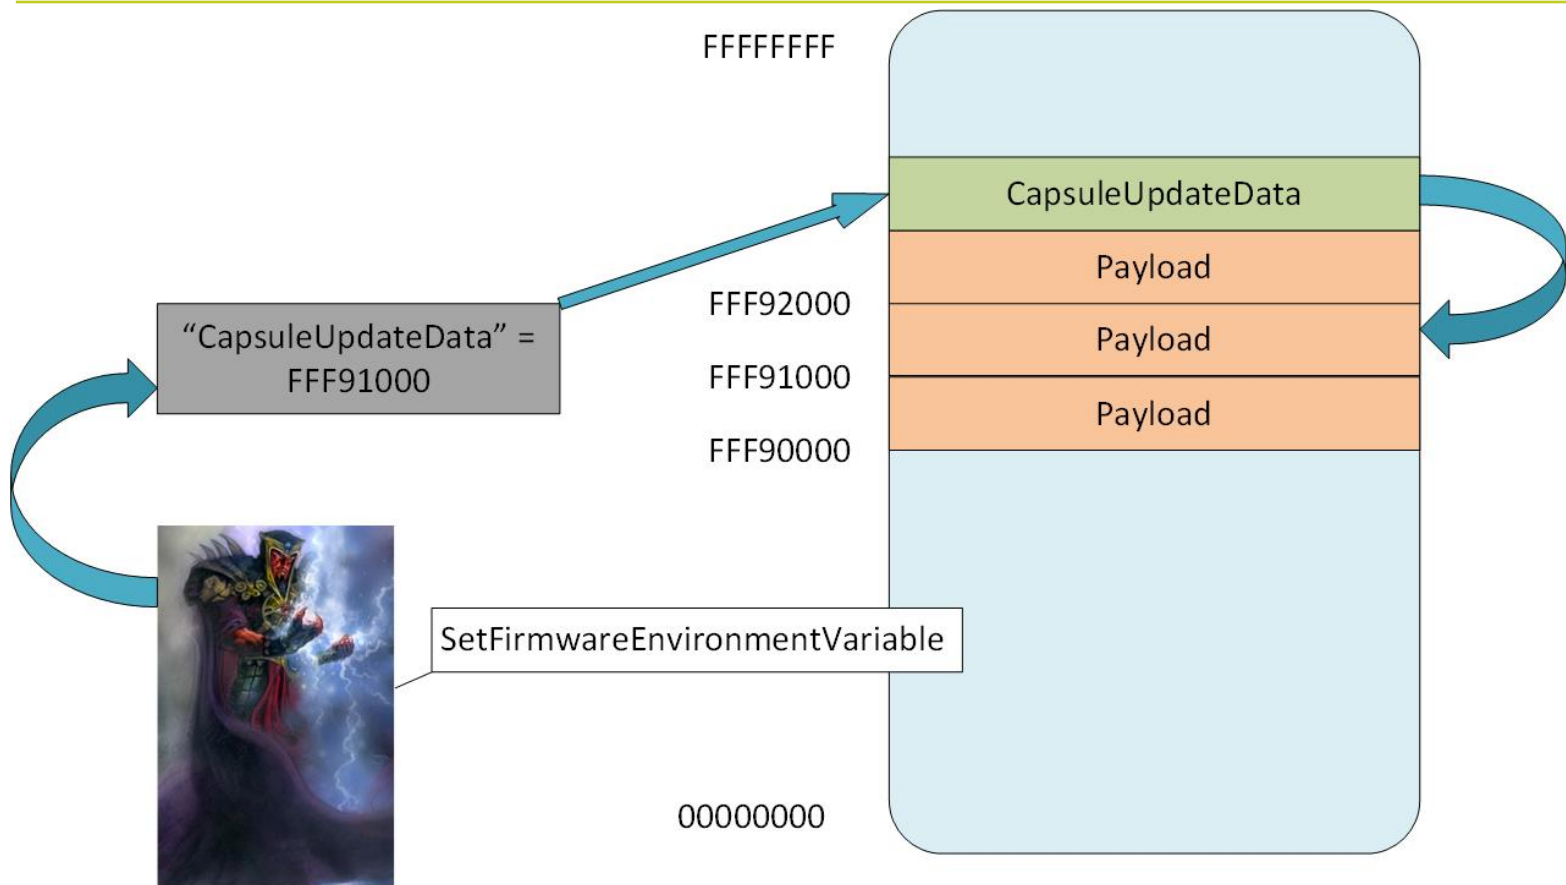 FFFFFFFF
CapsuleUpdateData
Payload
FFF92000
“CapsuleUpdateData” =
FFF91000
Payload
FFF91000
Payload
FFF90000
SetFirmwareEnvironmentVariable
00000000